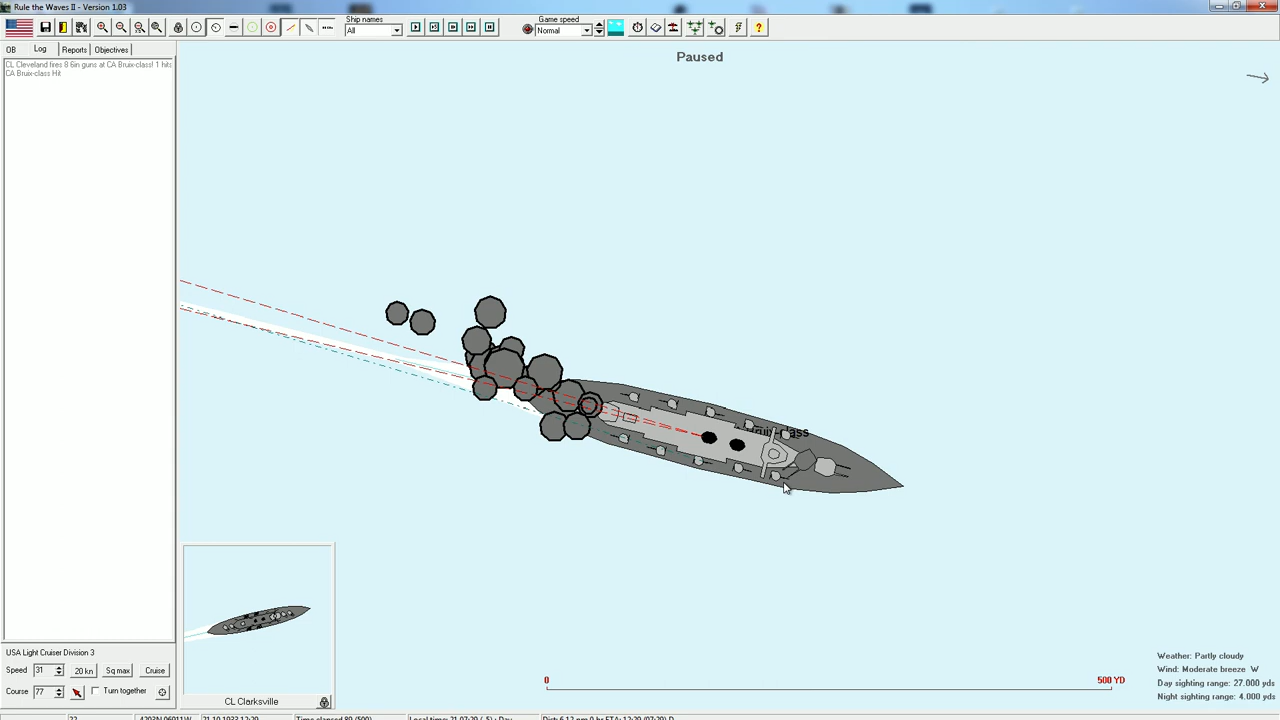 Rule the Waves II - Version 1.03
Ship names
All
Game speed
Normal
OB
Log
Reports
Objectives
CL Cleveland fires 8 6in guns at CA Bruix-class! 1 hits
CA Bruix-class Hit
Paused
Bruix-class
USA Light Cruiser Division 3
Speed
31
20 kn
Sq max
Cruise
Course
77
Turn together
CL Clarksville
0
500 YD
Weather: Partly cloudy
Wind: Moderate breeze W
Day sighting range: 27.000 yds
Night sighting range: 4.000 yds